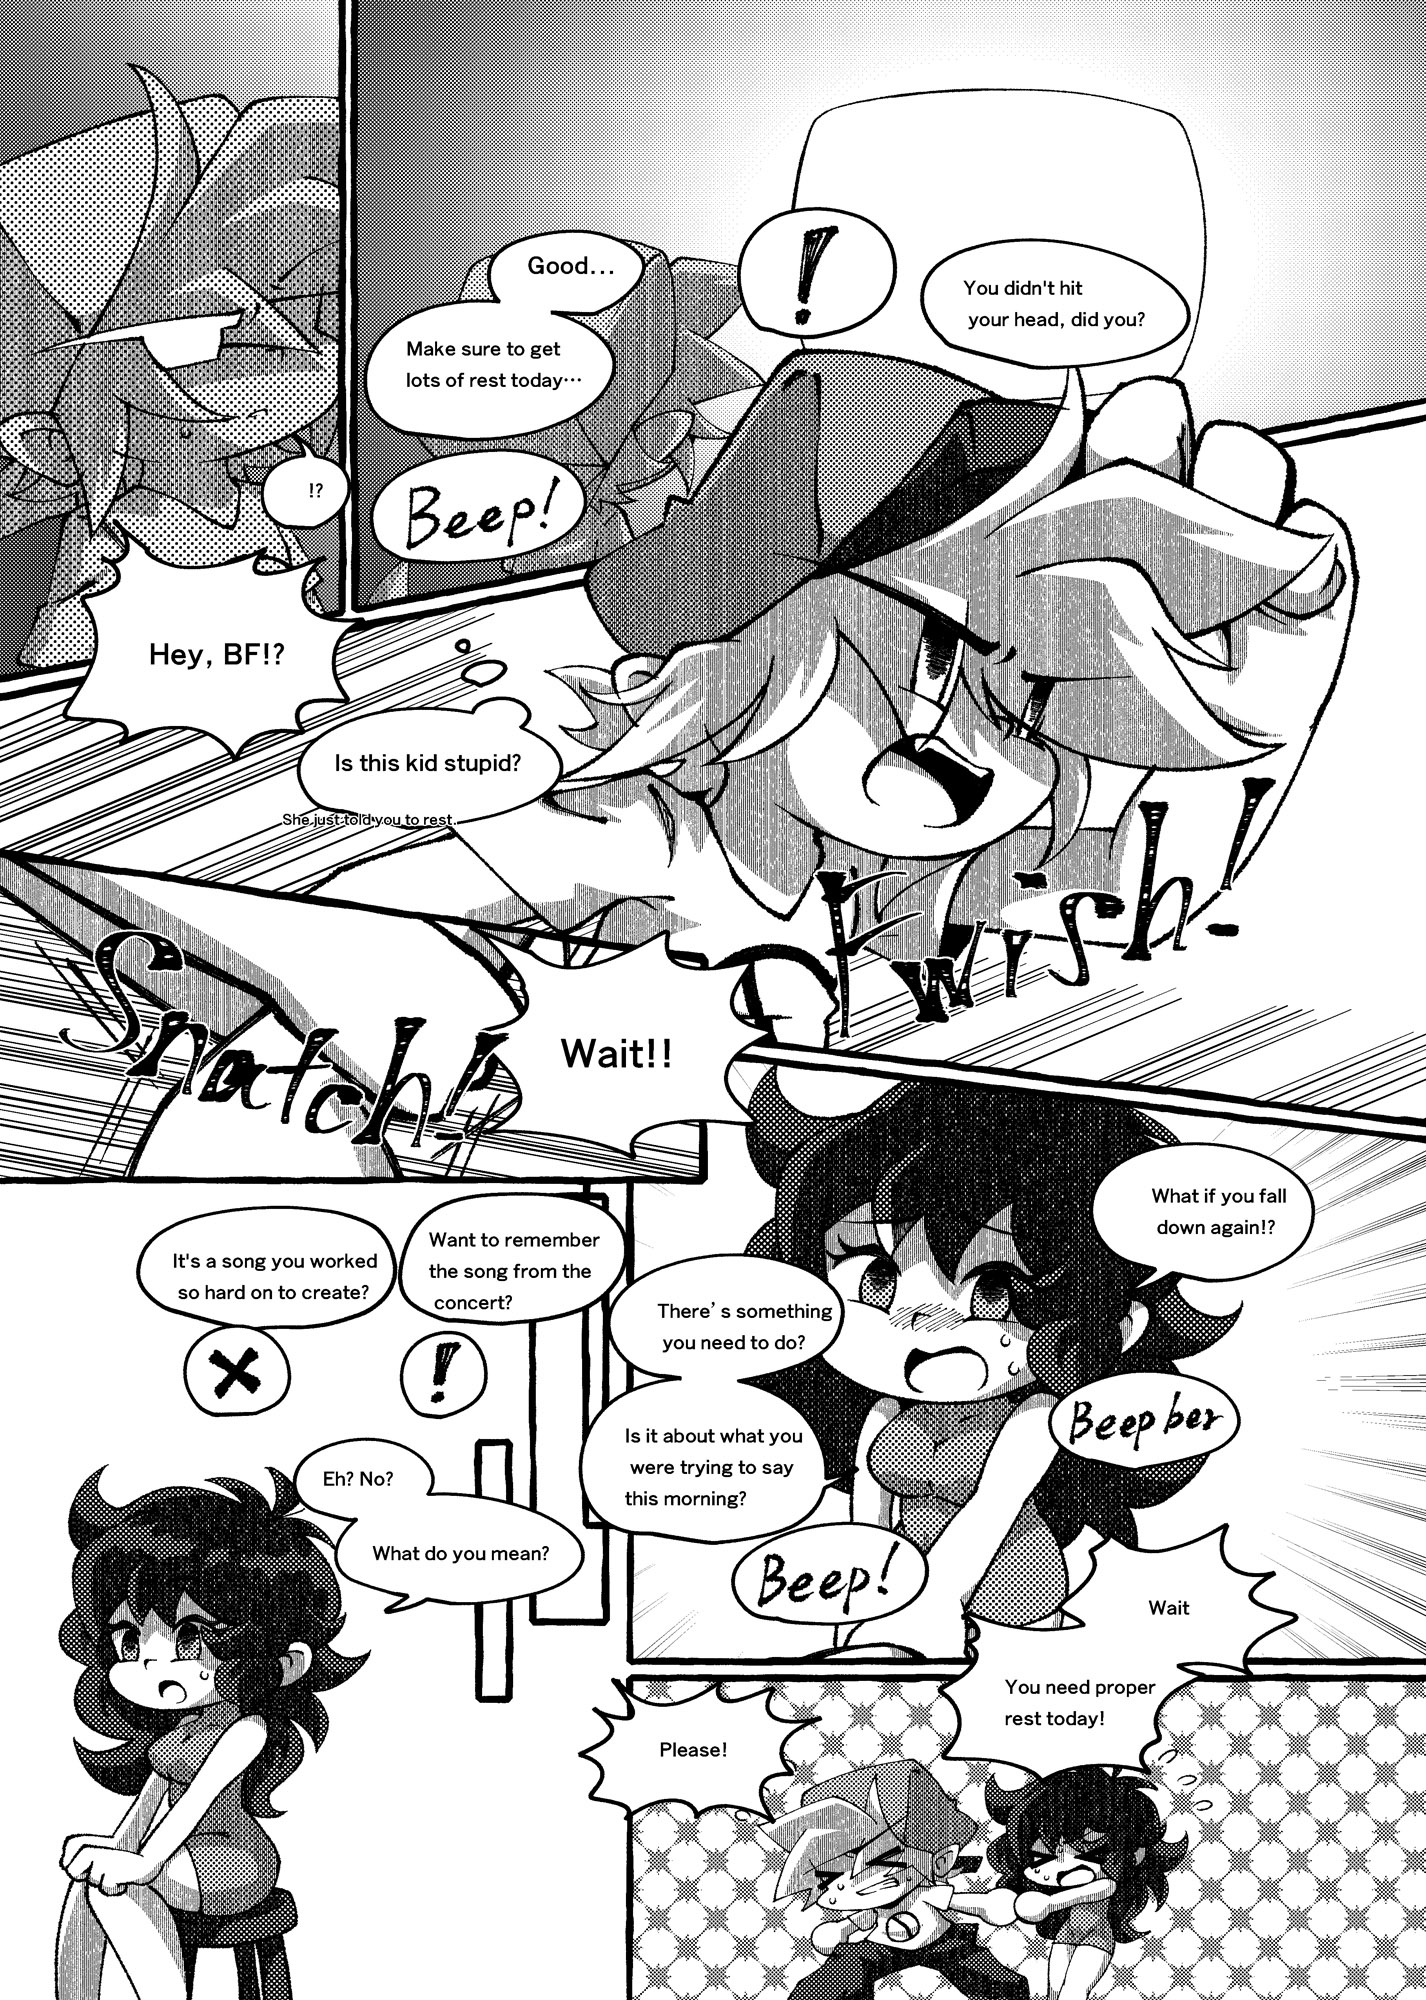 You didn't hit
your head, did you?
!
Good...
Make sure to get
lots of rest today…
Beep!
!?
Hey, BF!?
Is this kid stupid?
She just told you to rest.
Fwish!
Snatch!
Wait!!
What if you fall
down again!?
Beep ber
There's something
you need to do?
Is it about what you
were trying to say
this morning?
Beep!
Want to remember
the song from the
concert?
!
It's a song you worked
so hard on to create?
×
Eh? No?
What do you mean?
Wait
You need proper
rest today!
Please!